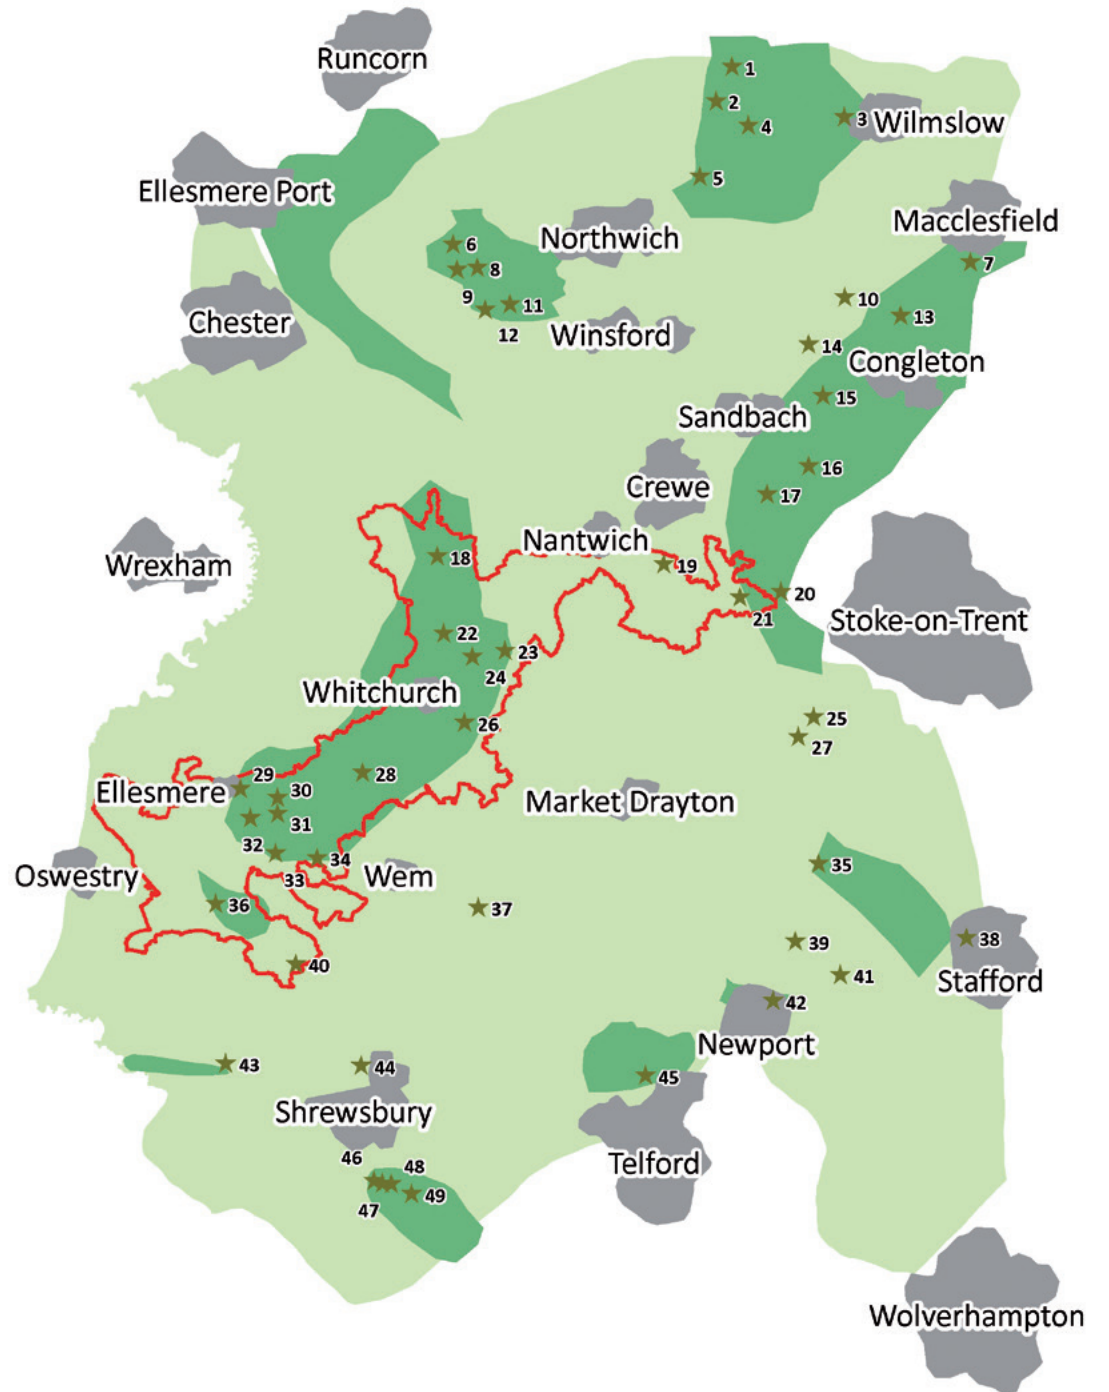 Runcorn
1
2
3
Wilmslow
4
5
Ellesmere Port
Macclesfield
6
Northwich
7
8
9
11
10
12
13
Chester
Winsford
14
Congleton
15
Sandbach
16
Crewe
17
Nantwich
18
19
Wrexham
20
21
Stoke-on-Trent
22
23
24
Whitchurch
25
26
27
28
29
Ellesmere
30
Market Drayton
31
32
34
33
Oswestry
Wem
35
36
37
38
39
40
41
Stafford
42
Newport
43
44
45
Shrewsbury
46
48
Telford
47
49
Wolverhampton